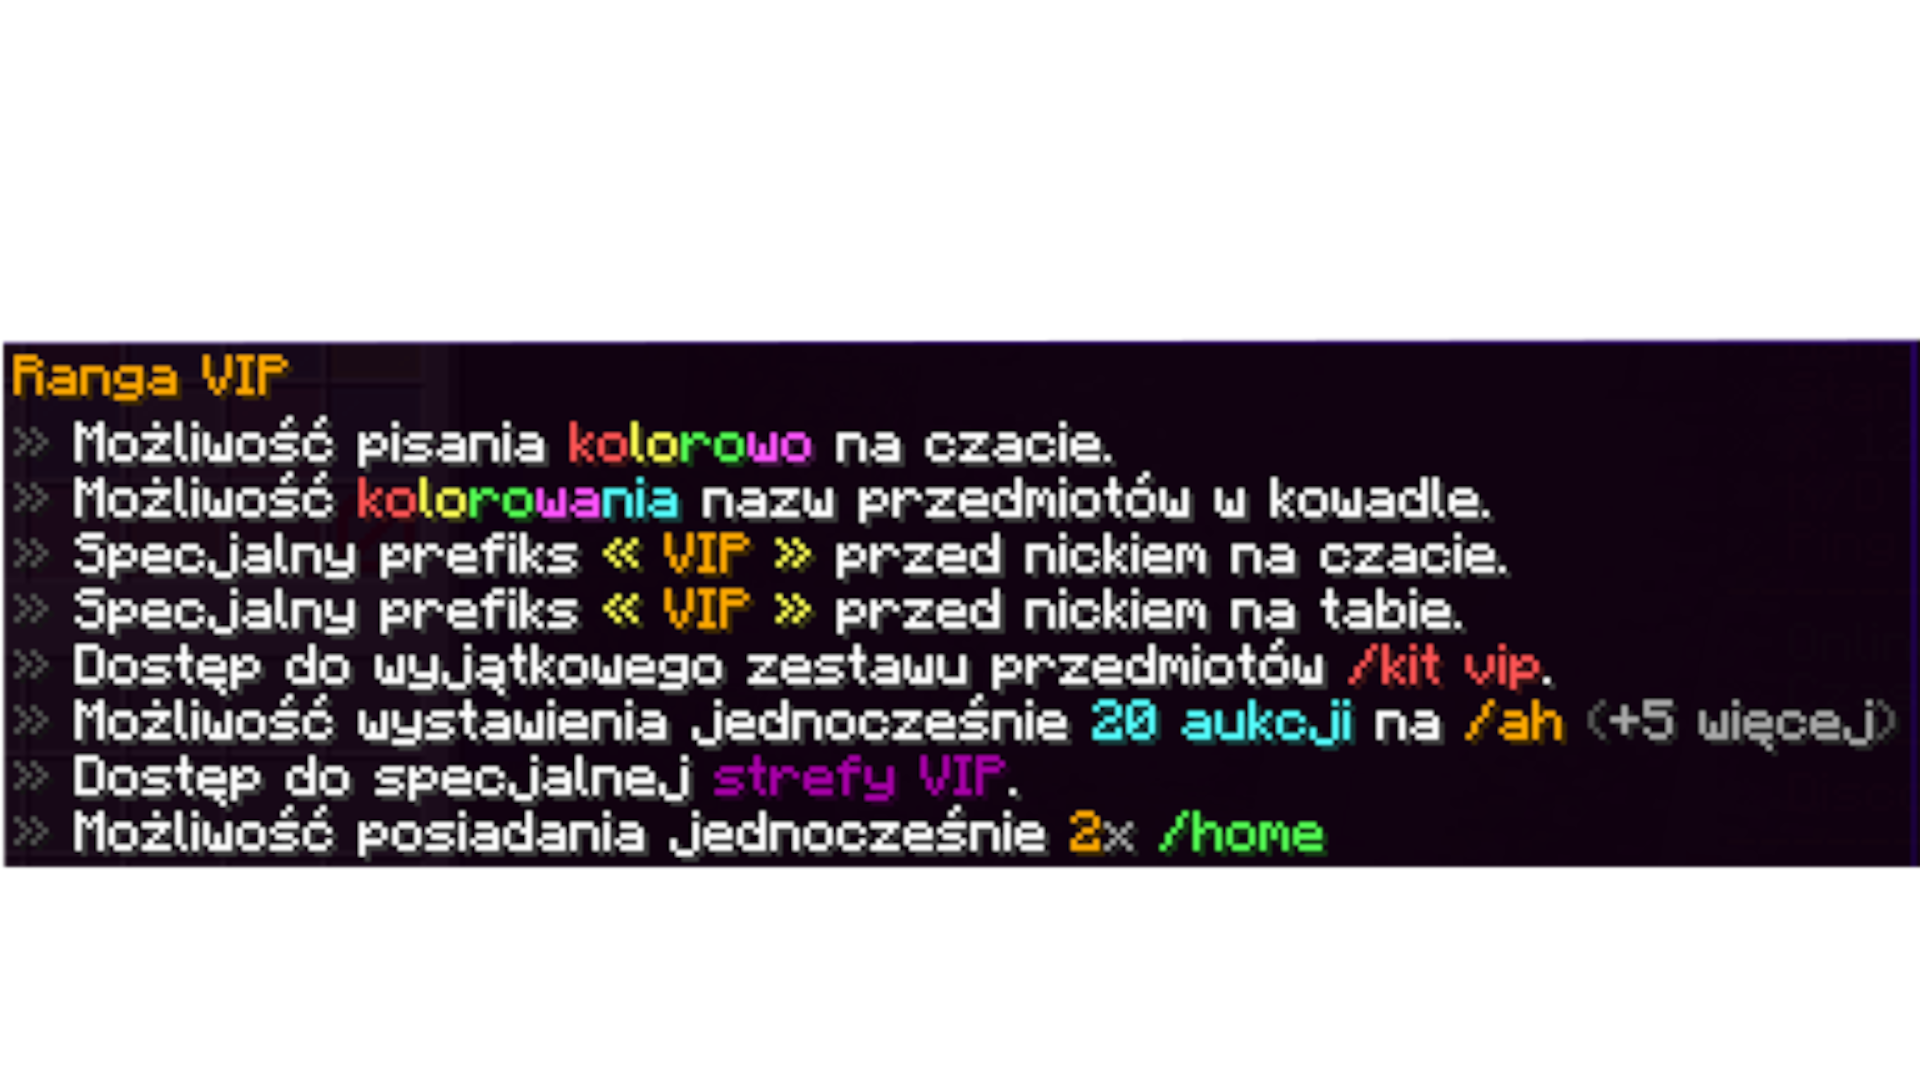 Ranga VIP
» Możliwość pisania kolorowo na czacie.
» Możliwość kolorowania nazw przedmiotów w kowadle.
» Specjalny prefiks « VIP » przed nickiem na czacie.
» Specjalny prefiks « VIP » przed nickiem na tabie.
» Dostęp do wyjątkowego zestawu przedmiotów /kit vip.
» Możliwość wystawienia jednocześnie 20 aukcji na /ah (+5 więcej)
» Dostęp do specjalnej strefy VIP.
» Możliwość posiadania jednocześnie 2x /home